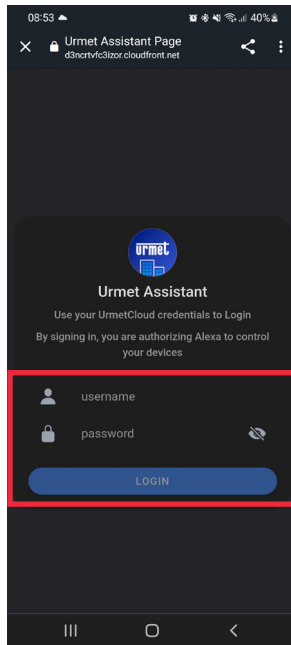 08:53
40%
Urmet Assistant Page
d3ncrtvfc3izor.cloudfront.net
urmet
Urmet Assistant
Use your UrmetCloud credentials to Login
By signing in, you are authorizing Alexa to control
your devices
username
password
LOGIN